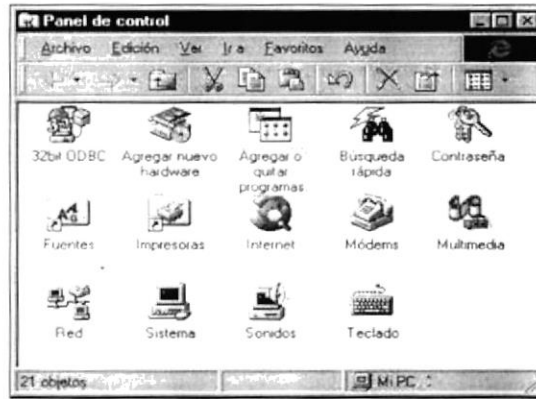 Panel de control
Archivo Edición Ver Ir a Favoritos Ayuda
32bit ODBC
Agregar nuevo
hardware
Agregar o
quitar
programas
Búsqueda
rápida
Contraseña
Fuentes
Impresoras
Internet
Módems
Multimedia
Red
Sistema
Sonidos
Teclado
21 objetos
Mi PC